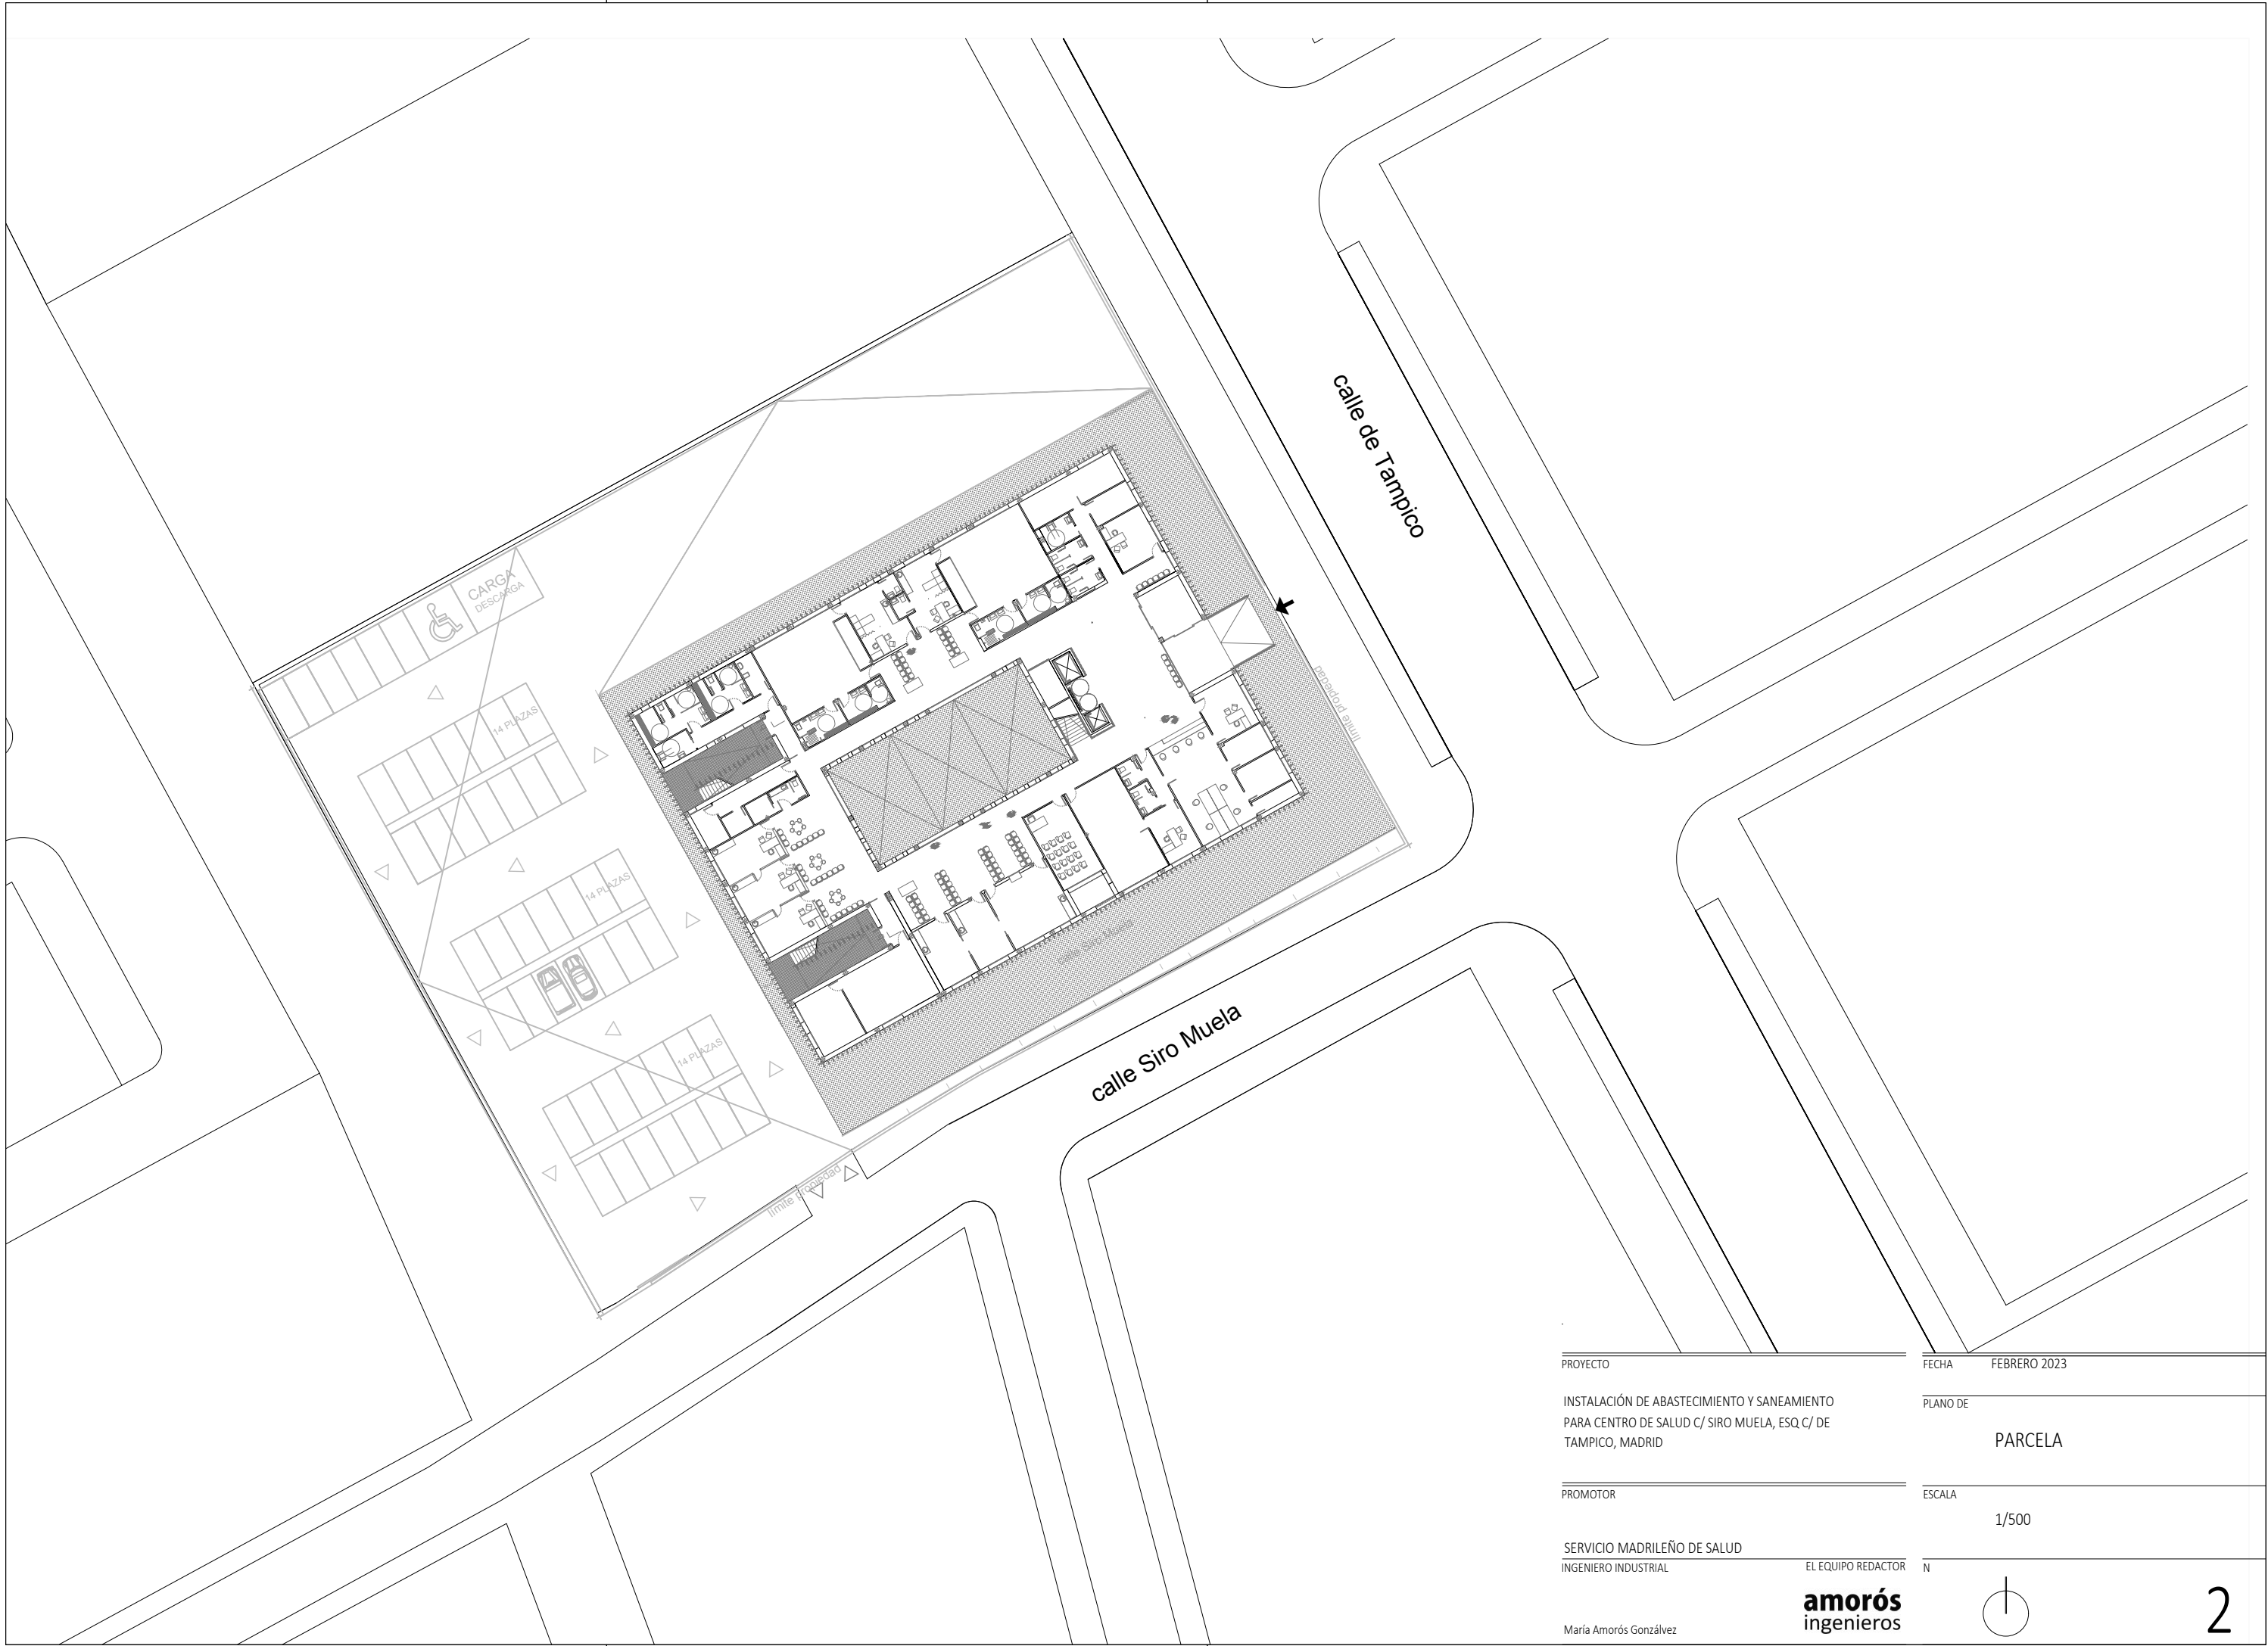 calle de Tampico
CARGA
DESCARGA
límite propiedad
14 PLAZAS
14 PLAZAS
calle Siro Muela
calle Siro Muela
14 PLAZAS
límite propiedad
PROYECTO
INSTALACIÓN DE ABASTECIMIENTO Y SANEAMIENTO
PARA CENTRO DE SALUD C/ SIRO MUELA, ESQ C/ DE
TAMPICO, MADRID
PROMOTOR
SERVICIO MADRILEÑO DE SALUD
INGENIERO INDUSTRIAL
EL EQUIPO REDACTOR
amorós
ingenieros
María Amorós Gonzálvez
FECHA FEBRERO 2023
PLANO DE
PARCELA
ESCALA
1/500
N
2